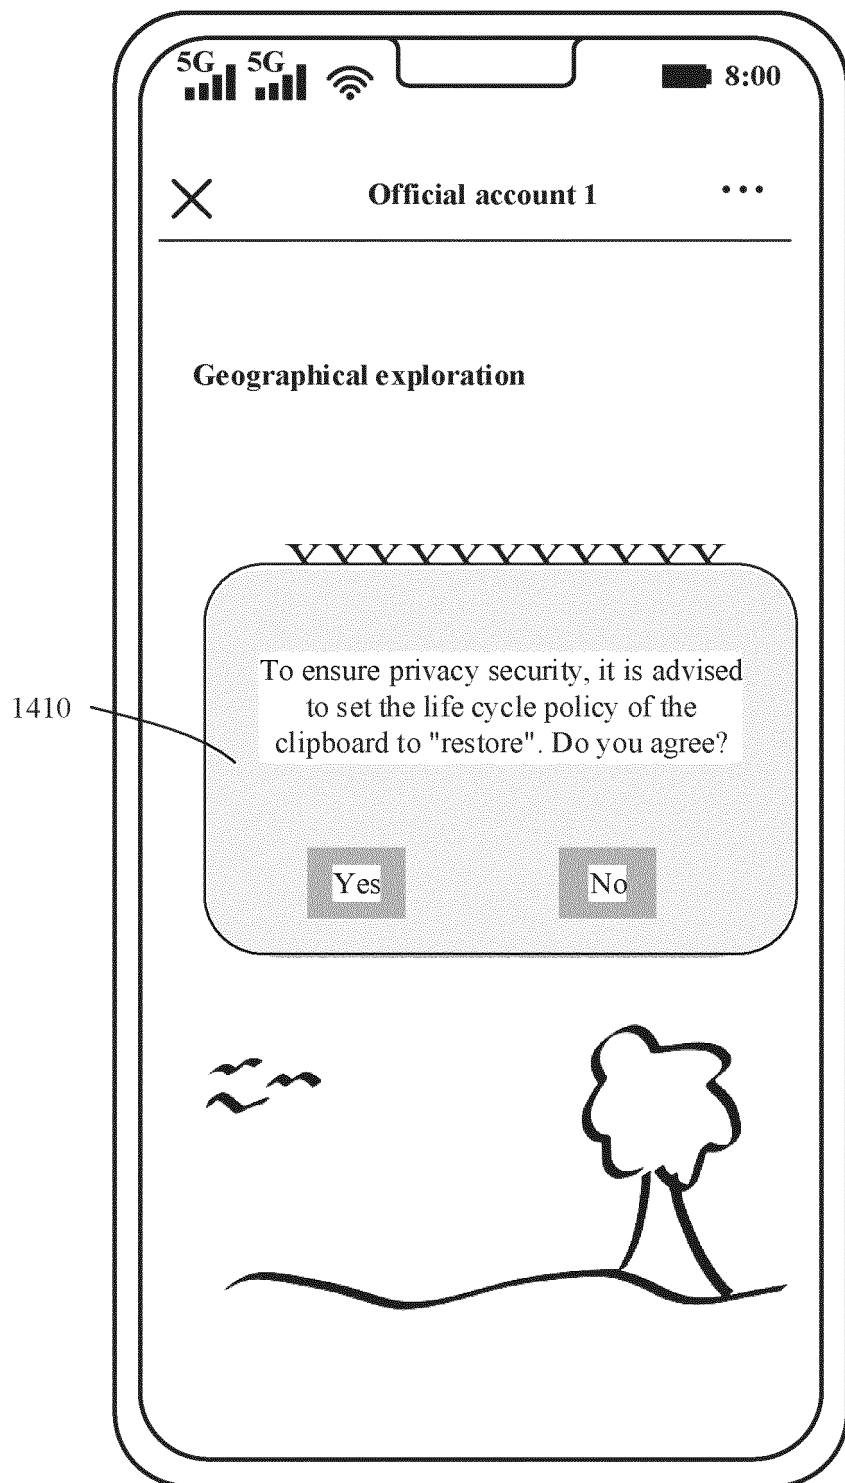 5G 5G 8:00
Official account 1
Geographical exploration
YYYYYYYYYYY
To ensure privacy security, it is advised
to set the life cycle policy of the
clipboard to "restore". Do you agree?
1410
Yes No